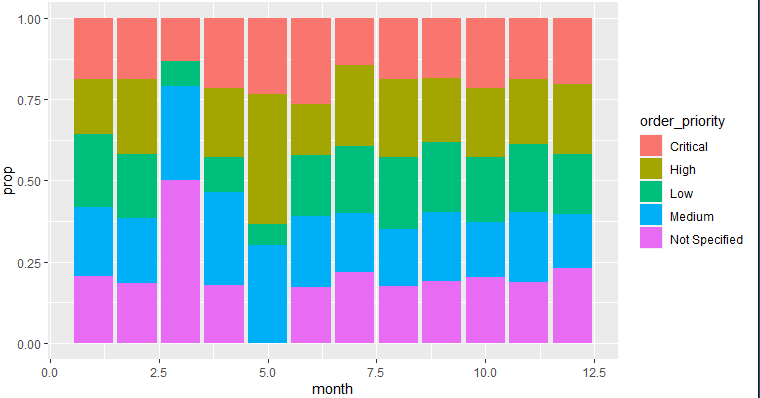 1.00
0.75
0.50
0.25
0.00
prop
0.0
2.5
5.0
7.5
10.0
12.5
month
order_priority
Critical
High
Low
Medium
Not Specified